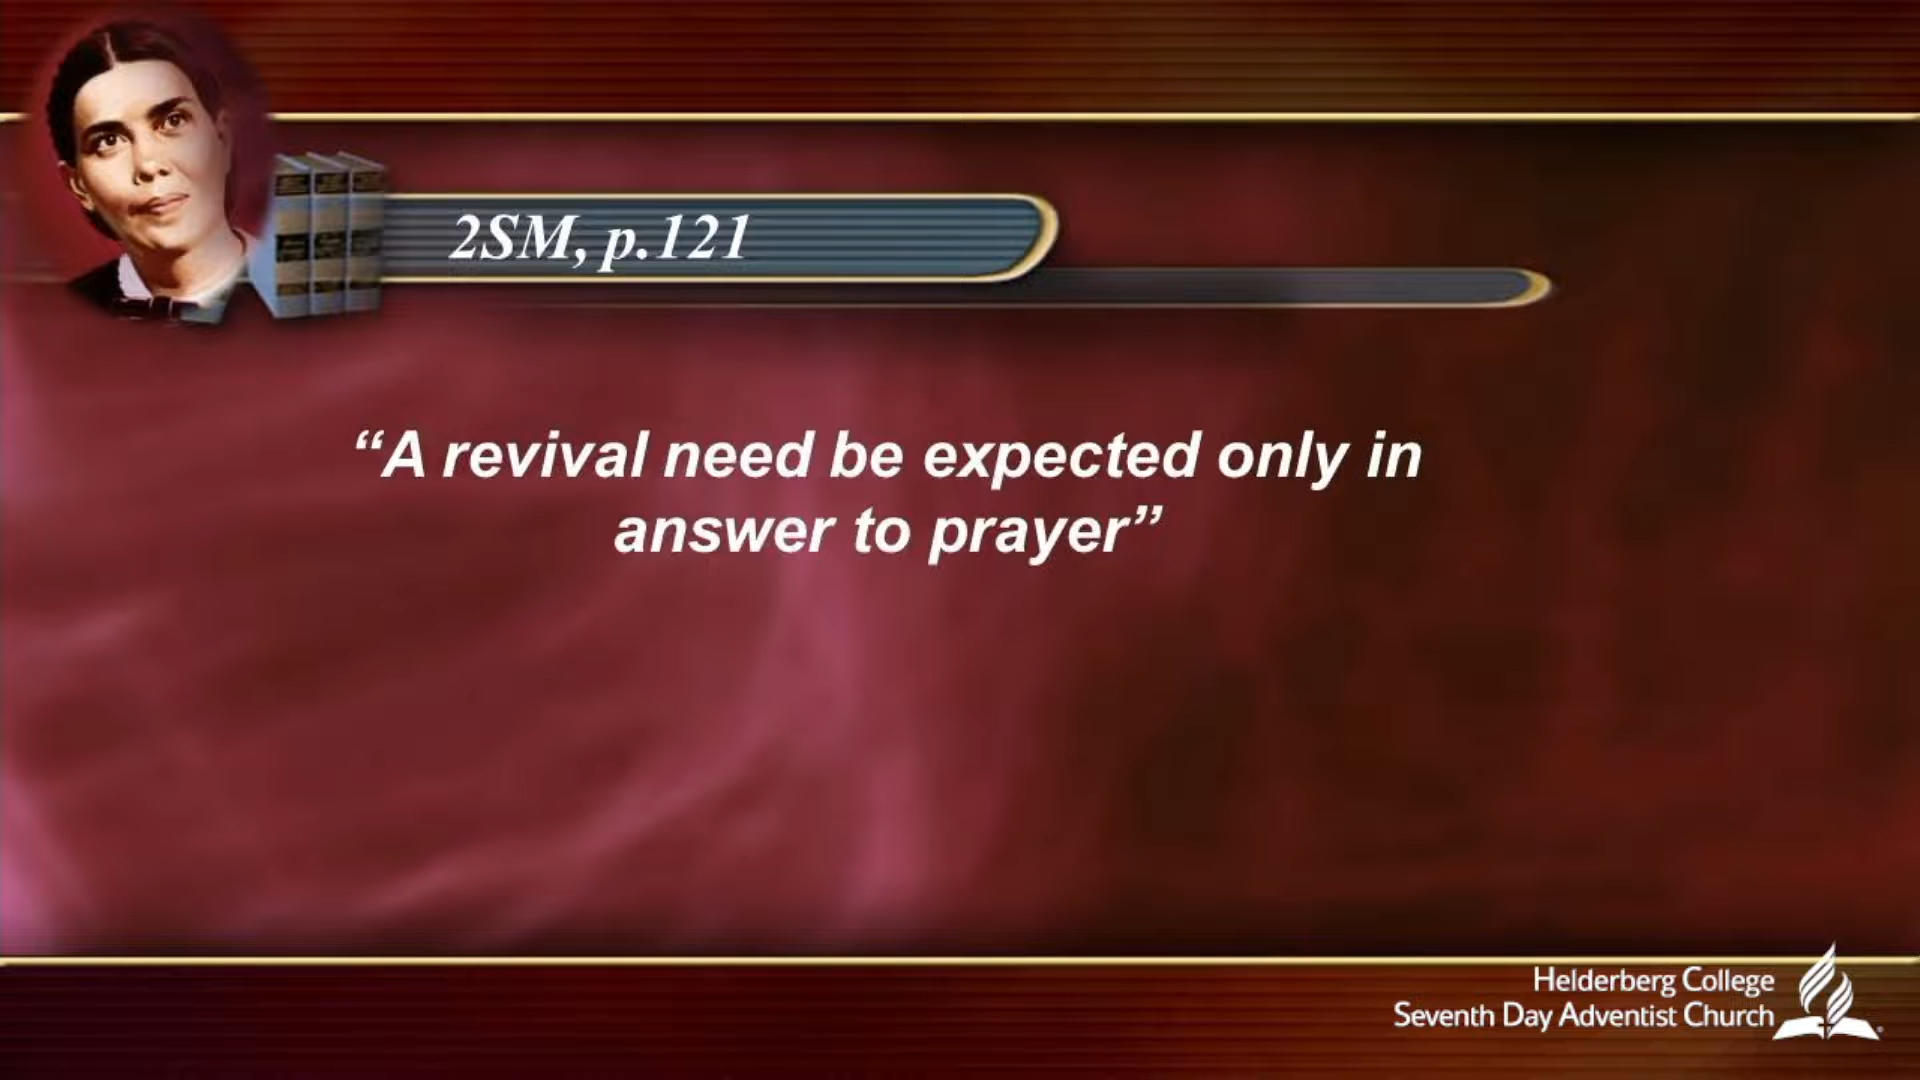 2SM, p.121
“A revival need be expected only in
answer to prayer”
Helderberg College
Seventh Day Adventist Church